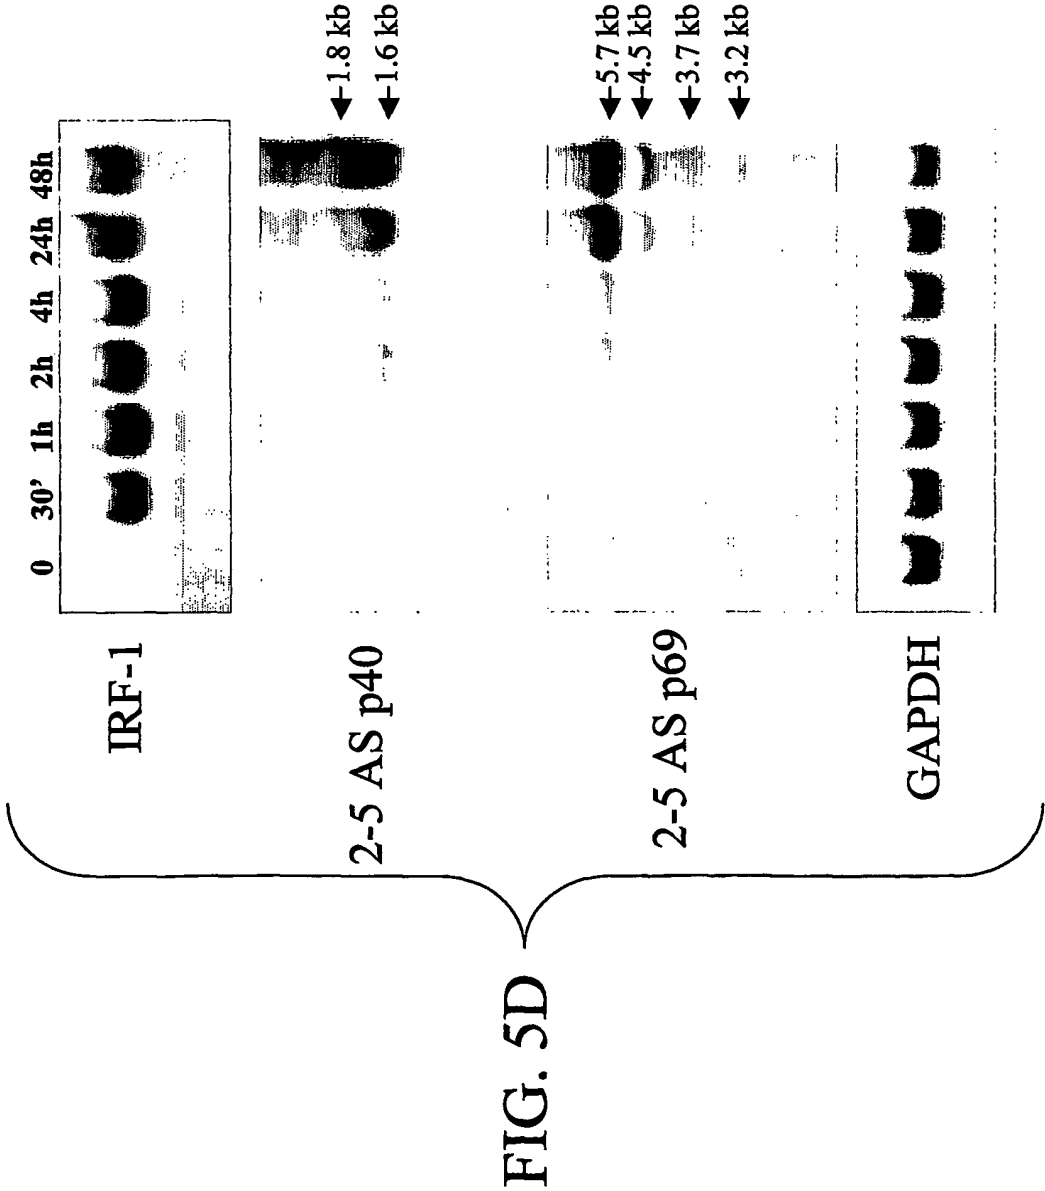 0 30’ 1h 2h 4h 24h 48h
IRF-1
2-5 AS p40
1.8 kb
1.6 kb
2-5 AS p69
5.7 kb
4.5 kb
3.7 kb
3.2 kb
GAPDH
FIG. 5D